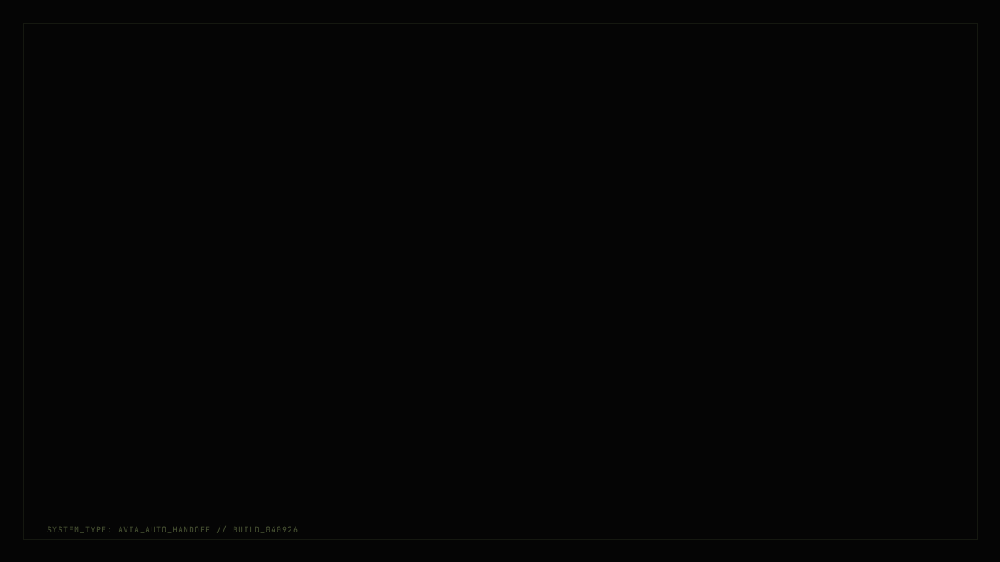 SYSTEM_TYPE: AVIA_AUTO_HANDOFF // BUILD_040926